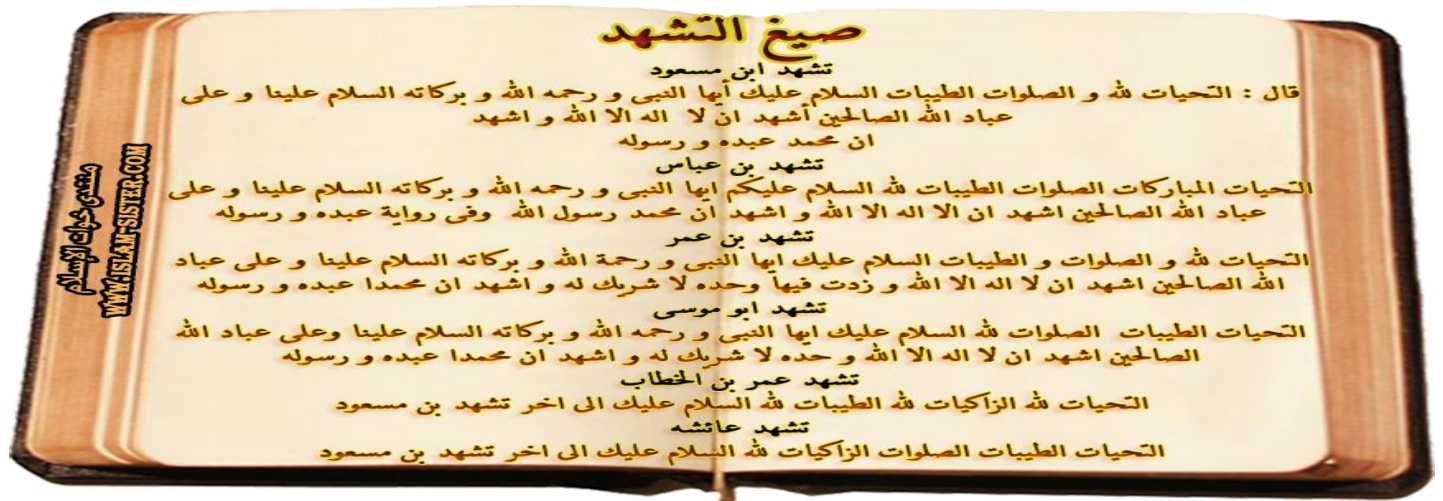 صيغ التشهد
تشهد ابن مسعود
قال : التحيات لله و الصلوات الطيبات السلام عليك أيها النبى و رحمه الله و بركاته السلام علينا و على
عباد الله الصالحين أشهد ان لا اله الا الله و اشهد
ان محمد عبده و رسوله
تشهد بن عباس
التحيات المباركات الصلوات الطيبات لله السلام عليكم ايها النبى و رحمه الله و بركاته السلام علينا و على
عباد الله الصالحين اشهد ان الا اله الا الله و اشهد ان محمد رسول الله وفى رواية عبده و رسوله
تشهد بن عمر
التحيات لله و الصلوات و الطيبات السلام عليك ايها النبى و رحمة الله و بركاته السلام علينا و على عباد
الله الصالحين اشهد ان لا اله الا الله و زدت فيها وحده لا شريك له و اشهد ان محمدا عبده و رسوله
تشهد ابو موسى
التحيات الطيبات الصلوات لله السلام عليك ايها النبى و رحمه الله و بركاته السلام علينا وعلى عباد الله
الصالحين اشهد ان لا اله الا الله و حده لا شريك له و اشهد ان محمدا عبده و رسوله
تشهد عمر بن الخطاب
التحيات لله الزاكيات لله الطيبات لله السلام عليك الى اخر تشهد بن مسعود
تشهد عائشه
التحيات الطيبات الصلوات الزاكيات لله السلام عليك الى اخر تشهد بن مسعود
منتدى اخوات الإسلام
WWW.ISLAM-SISTER.COM